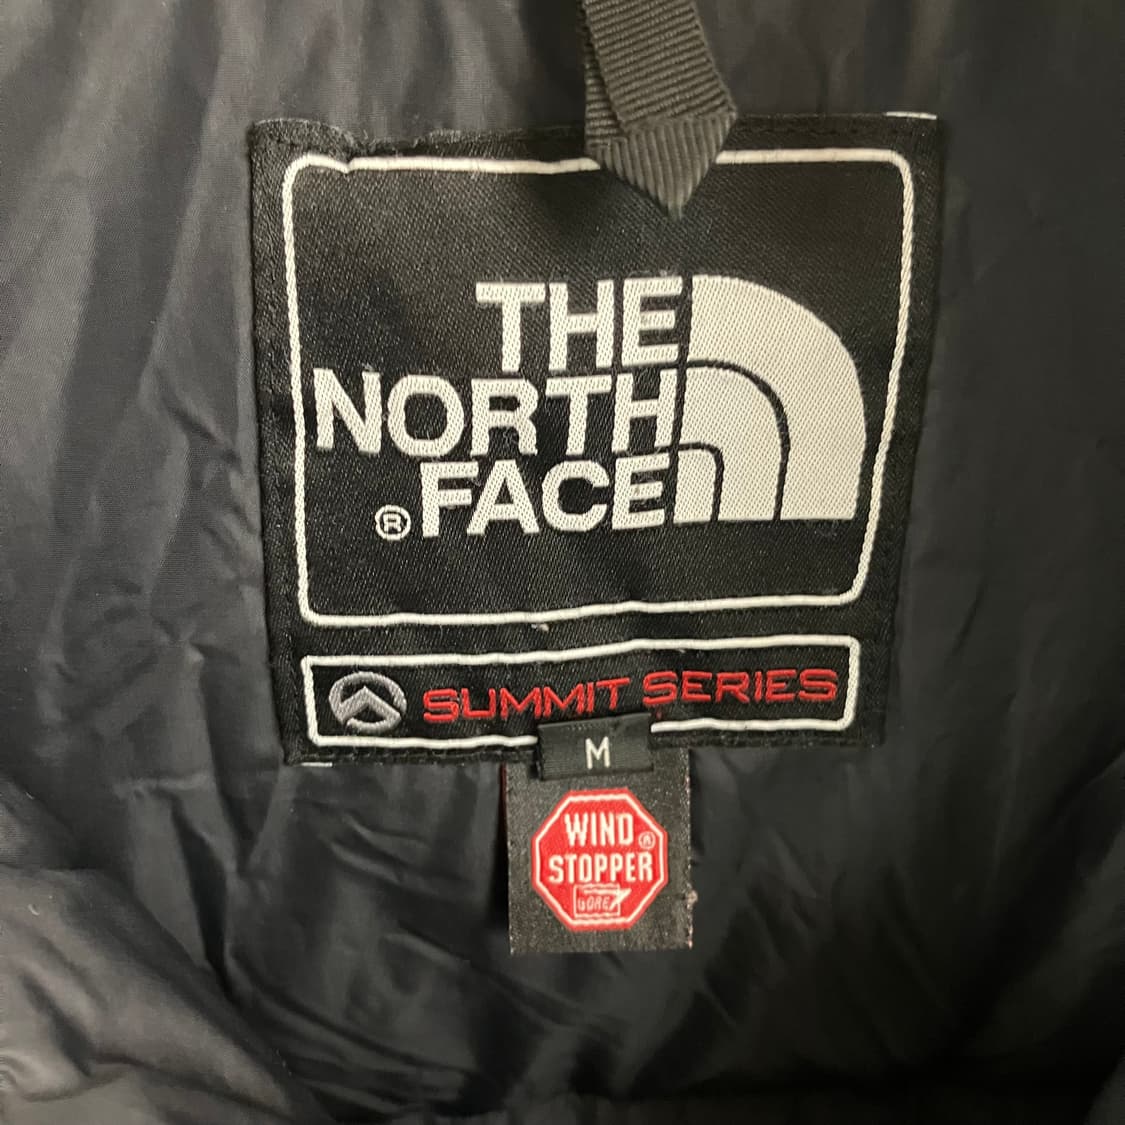 THE
NORTH
® FACE
SUMMIT SERIES
M
WIND
STOPPER®
GORE